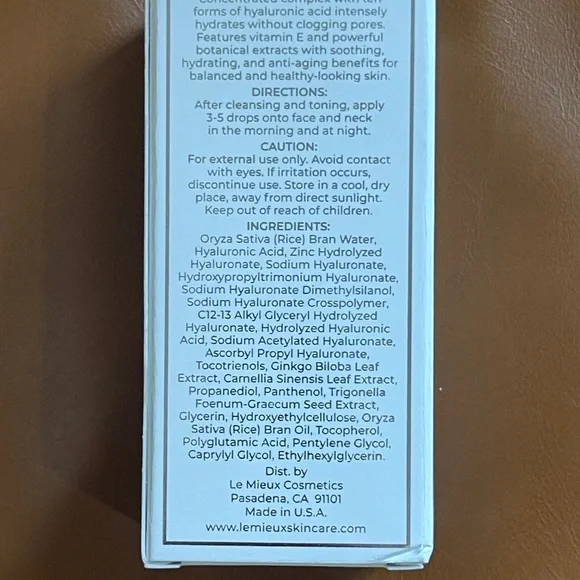 Concentrated complex with ten
forms of hyaluronic acid intensely
hydrates without clogging pores.
Features vitamin E and powerful
botanical extracts with soothing,
hydrating, and anti-aging benefits for
balanced and healthy-looking skin.
DIRECTIONS:
After cleansing and toning, apply
3-5 drops onto face and neck
in the morning and at night.
CAUTION:
For external use only. Avoid contact
with eyes. If irritation occurs,
discontinue use. Store in a cool, dry
place, away from direct sunlight.
Keep out of reach of children.
INGREDIENTS:
Oryza Sativa (Rice) Bran Water,
Hyaluronic Acid, Zinc Hydrolyzed
Hyaluronate, Sodium Hyaluronate,
Hydroxypropyltrimonium Hyaluronate,
Sodium Hyaluronate Dimethylsilanol,
Sodium Hyaluronate Crosspolymer,
C12-13 Alkyl Glyceryl Hydrolyzed
Hyaluronate, Hydrolyzed Hyaluronic
Acid, Sodium Acetylated Hyaluronate,
Ascorbyl Propyl Hyaluronate,
Tocotrienols, Ginkgo Biloba Leaf
Extract, Camellia Sinensis Leaf Extract,
Propanediol, Panthenol, Trigonella
Foenum-Graecum Seed Extract,
Glycerin, Hydroxyethylcellulose, Oryza
Sativa (Rice) Bran Oil, Tocopherol,
Polyglutamic Acid, Pentylene Glycol,
Caprylyl Glycol, Ethylhexylglycerin.
Dist. by
Le Mieux Cosmetics
Pasadena, CA 91101
Made in U.S.A.
www.lemieuxskincare.com